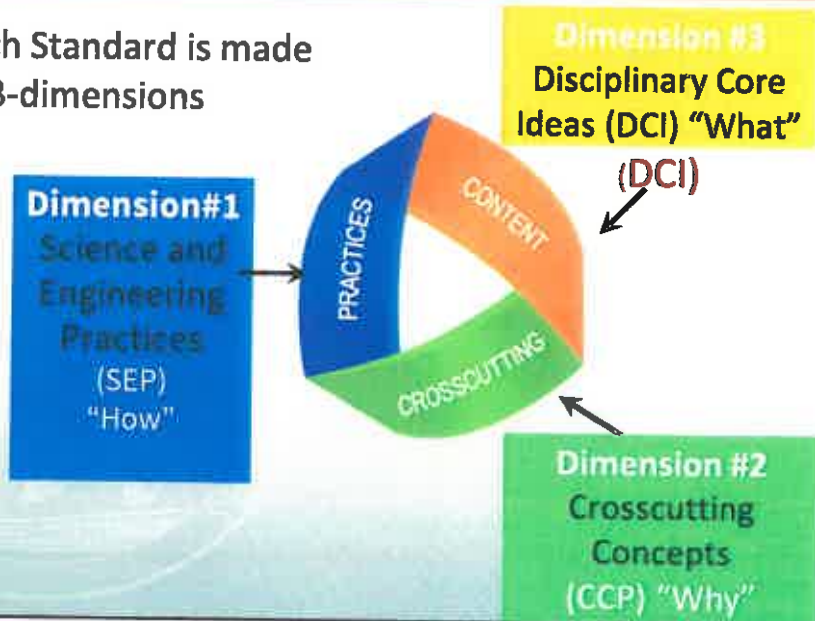 ch Standard is made
3-dimensions
Dimension #3
Disciplinary Core
Ideas (DCI) "What"
(DCI)
Dimension#1
Science and
Engineering
Practices
(SEP)
"How"
PRACTICES
CONTENT
CROSSCUTTING
Dimension #2
Crosscutting
Concepts
(CCP) "Why"